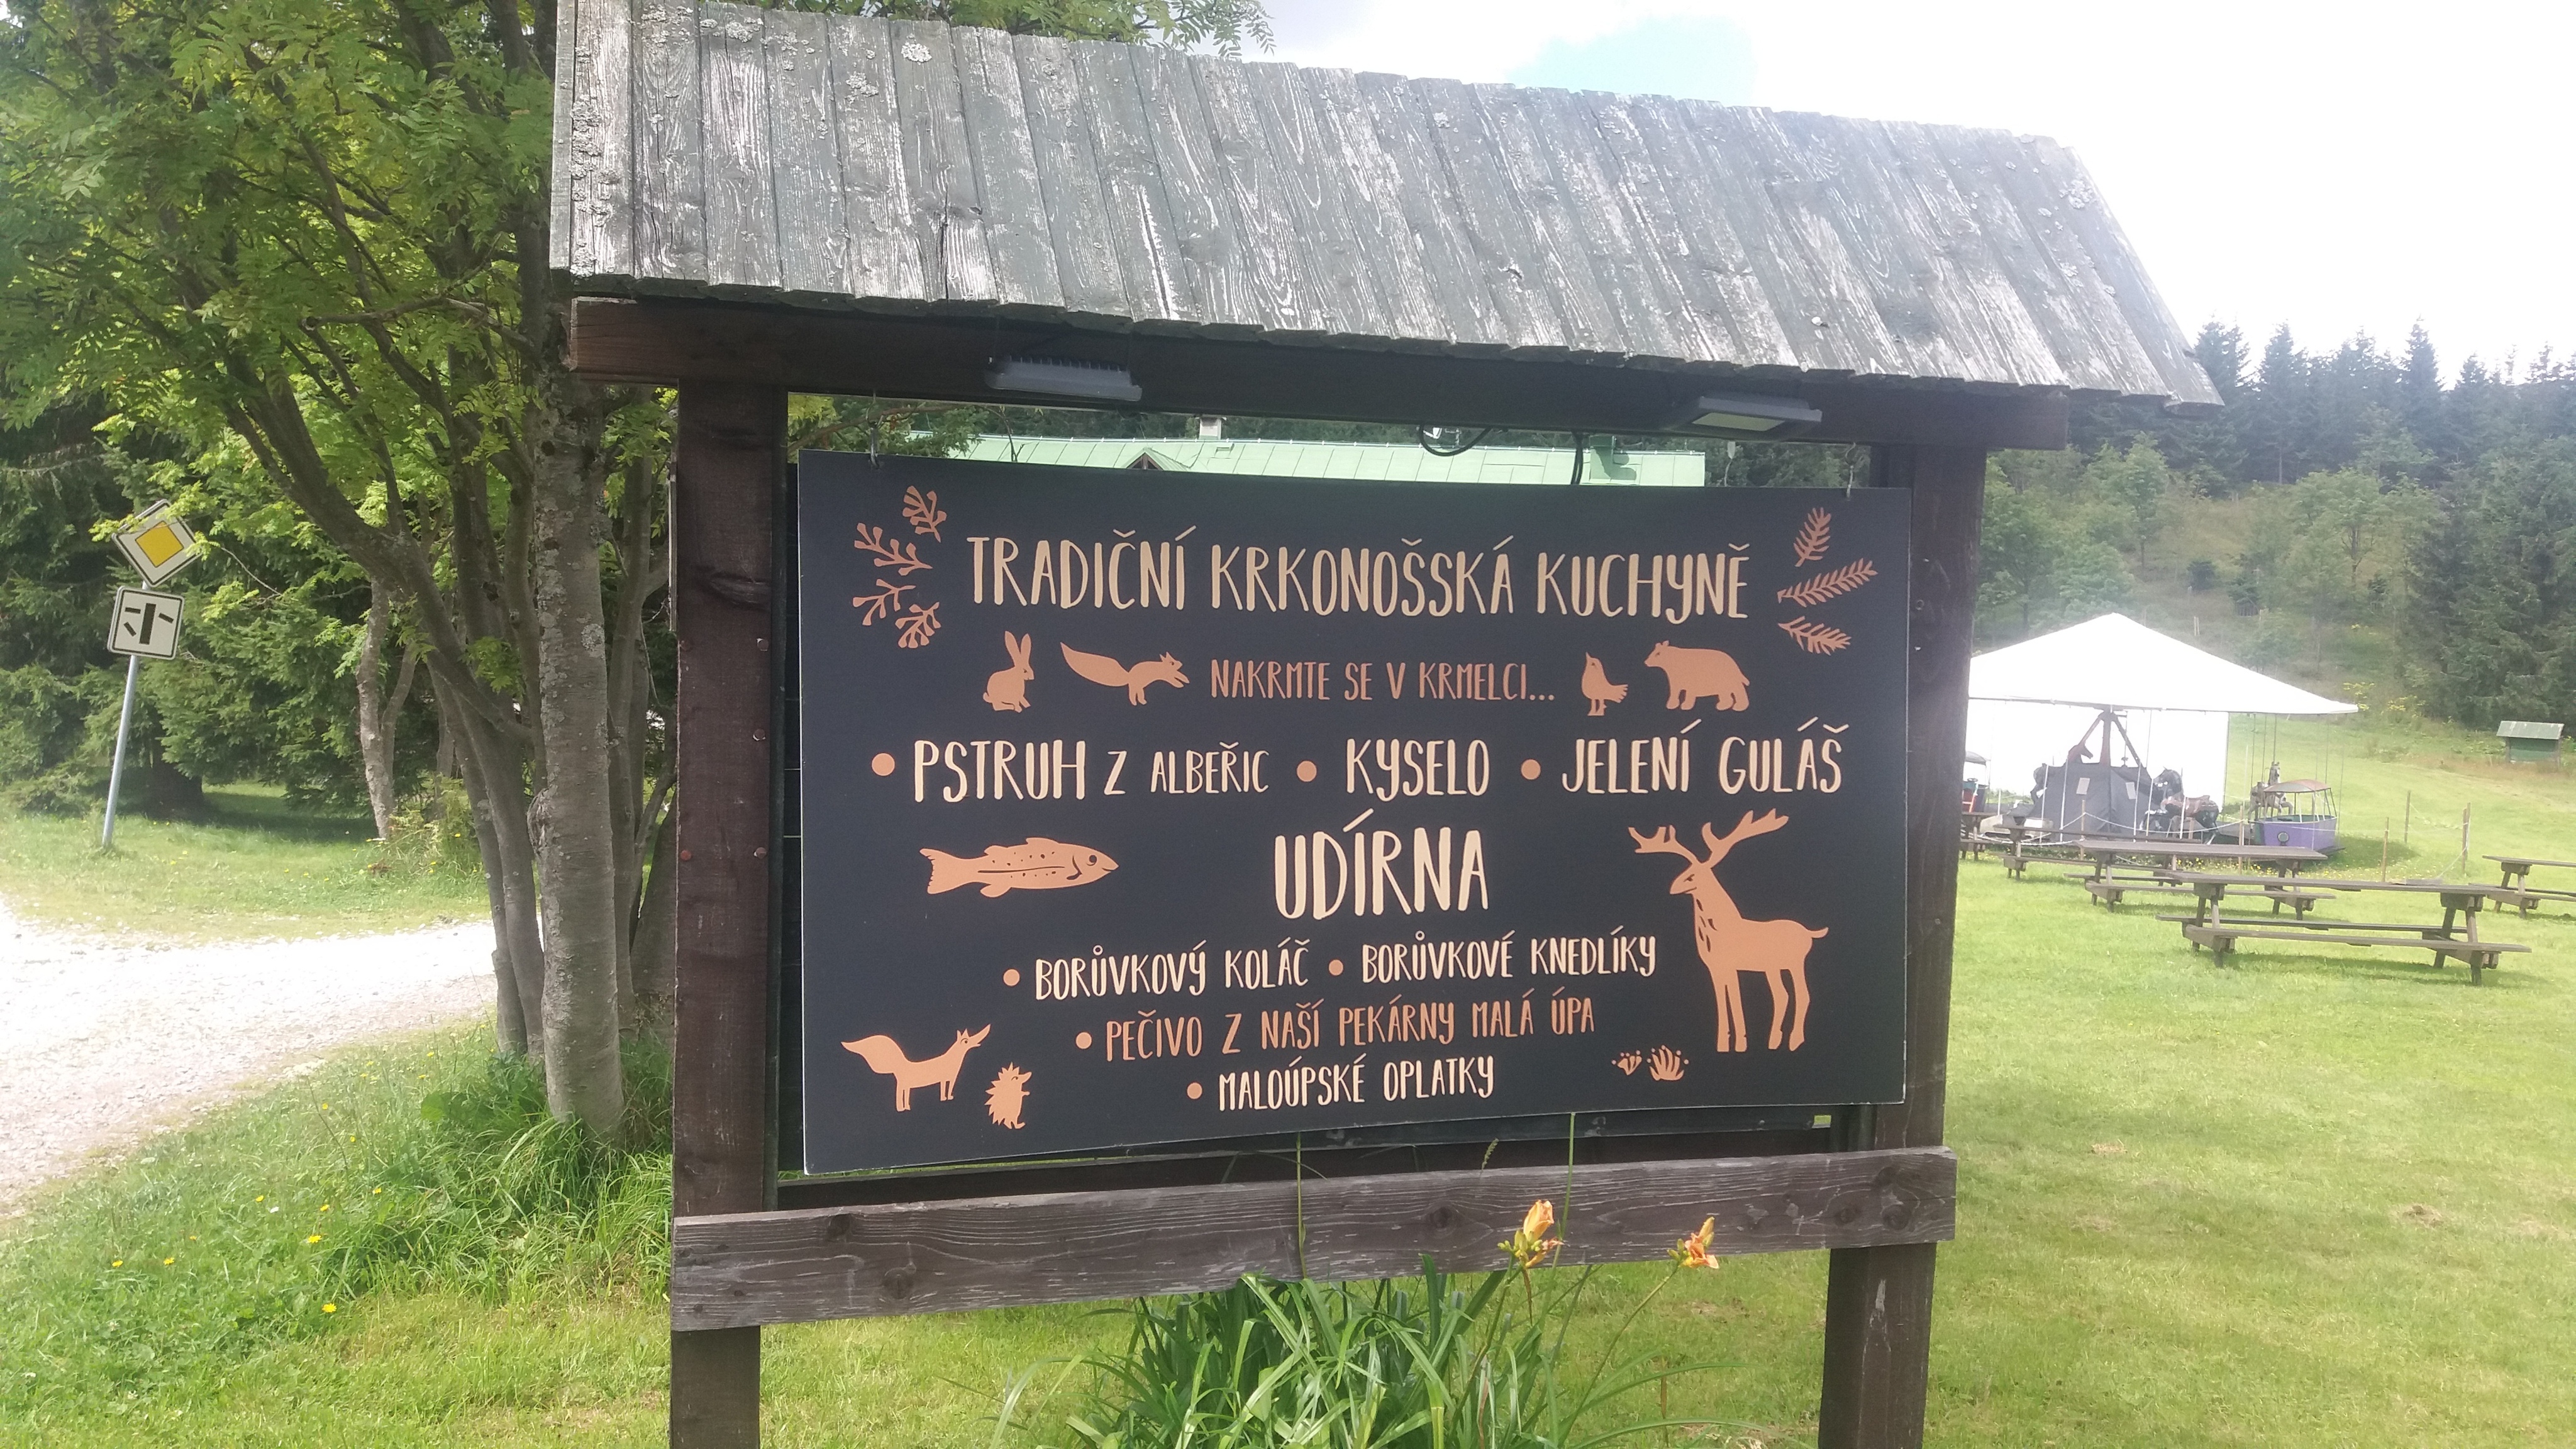 TRADIČNÍ KRKONOŠSKÁ KUCHYNĚ
NAKRMTE SE V KRMELCI...
• PSTRUH Z ALBEŘIC • KYSELO • JELENÍ GULÁŠ
UDÍRNA
• BORŮVKOVÝ KOLÁČ • BORŮVKOVÉ KNEDLÍKY
• PEČIVO Z NAŠÍ PEKÁRNY MALÁ ÚPA
• MALOÚPSKÉ OPLATKY